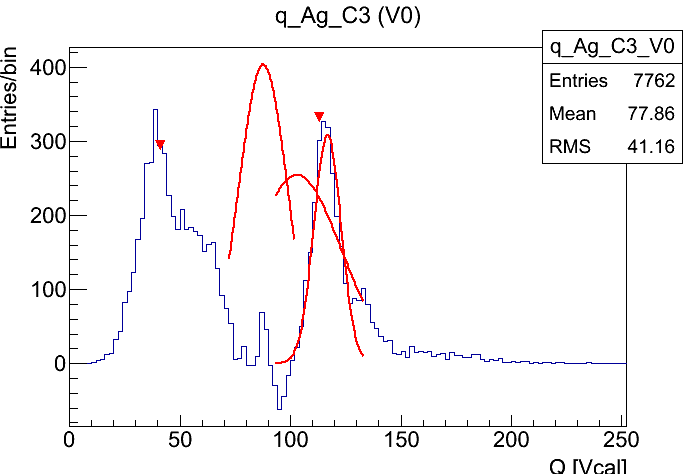 q_Ag_C3 (V0)
Entries/bin
q_Ag_C3_V0
Entries 7762
Mean 77.86
RMS 41.16
400
300
200
100
0
0 50 100 150 200 250
Q [Vcal]